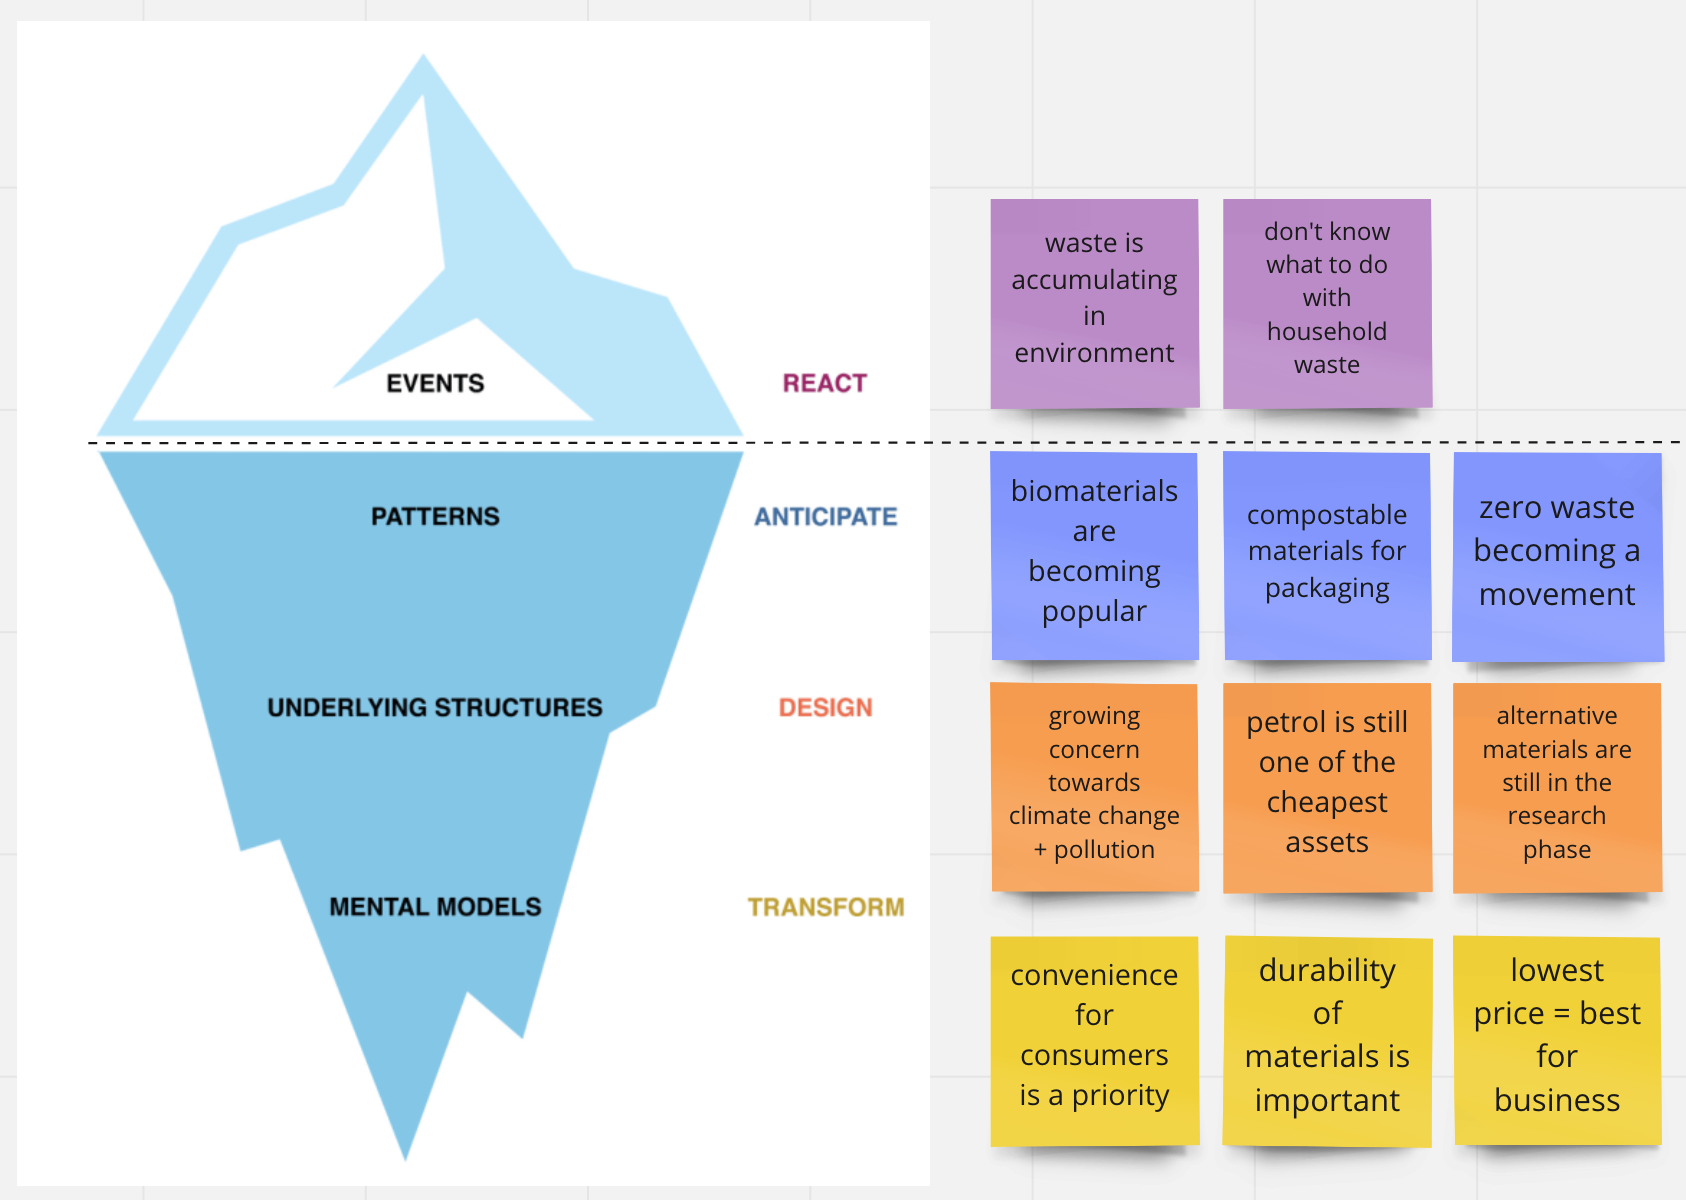 EVENTS
REACT
waste is
accumulating
in
environment
don't know
what to do
with
household
waste
PATTERNS
ANTICIPATE
biomaterials
are
becoming
popular
compostable
materials for
packaging
zero waste
becoming a
movement
UNDERLYING STRUCTURES
DESIGN
growing
concern
towards
climate change
+ pollution
petrol is still
one of the
cheapest
assets
alternative
materials are
still in the
research
phase
MENTAL MODELS
TRANSFORM
convenience
for
consumers
is a priority
durability
of
materials is
important
lowest
price = best
for
business